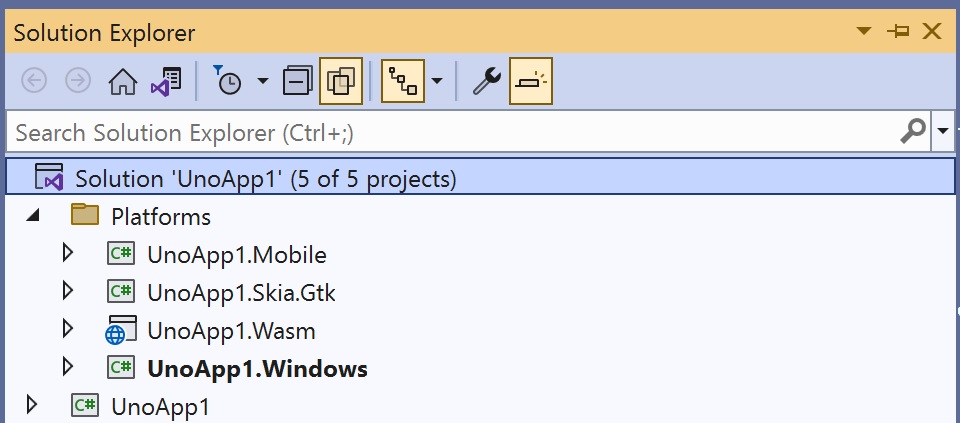 Solution Explorer
Search Solution Explorer (Ctrl+;)
Solution 'UnoApp1' (5 of 5 projects)
Platforms
C# UnoApp1.Mobile
C# UnoApp1.Skia.Gtk
UnoApp1.Wasm
C# UnoApp1.Windows
C# UnoApp1